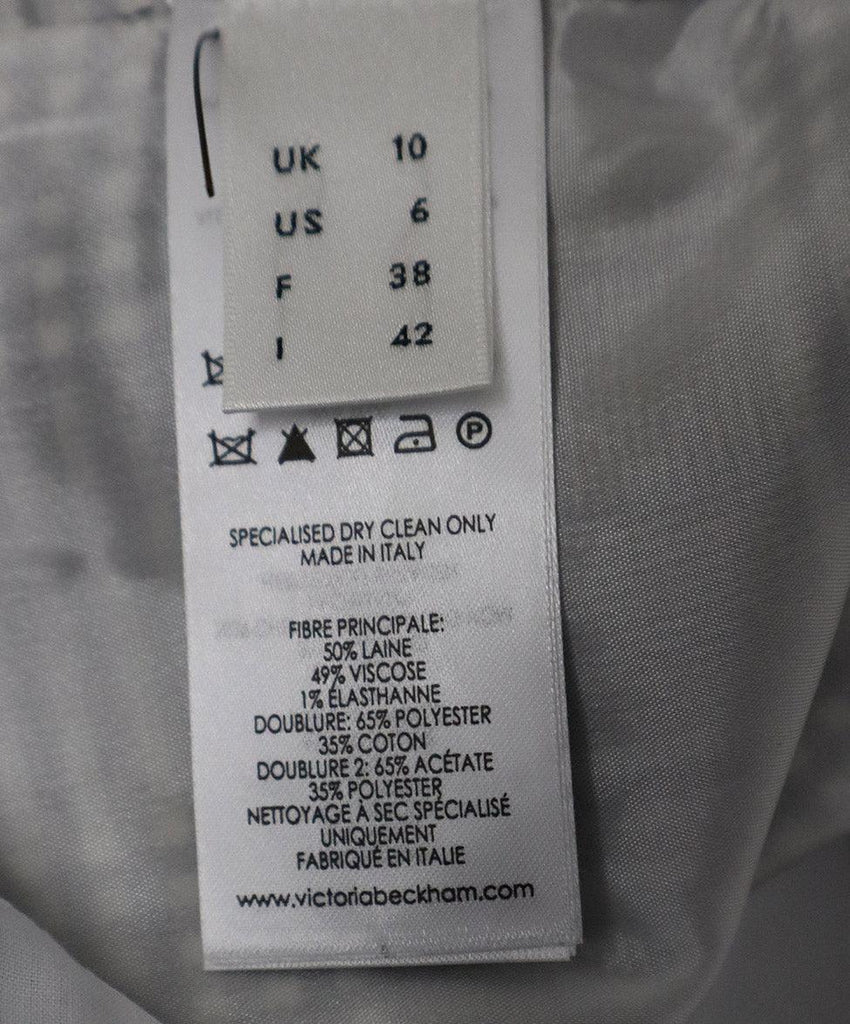 UK 10
US 6
F 38
I 42
P
SPECIALISED DRY CLEAN ONLY
MADE IN ITALY
FIBRE PRINCIPALE:
50% LAINE
49% VISCOSE
1% ÉLASTHANNE
DOUBLURE: 65% POLYESTER
35% COTON
DOUBLURE 2: 65% ACÉTATE
35% POLYESTER
NETTOYAGE À SEC SPÉCIALISÉ
UNIQUEMENT
FABRIQUÉ EN ITALIE
www.victoriabeckham.com